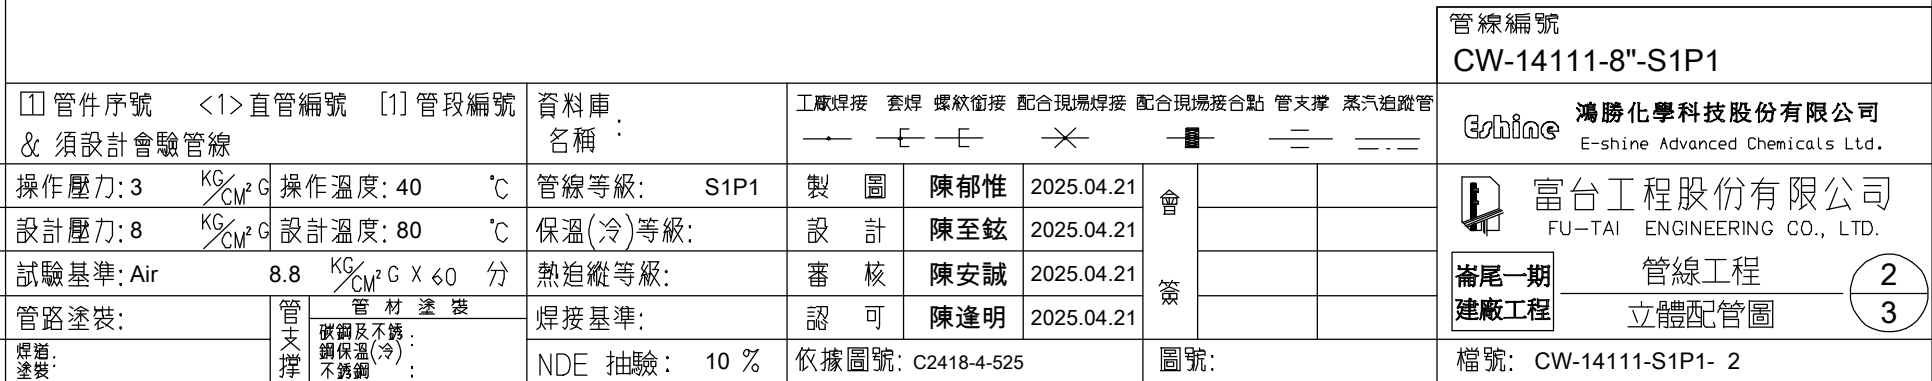 管線編號
CW-14111-8"-S1P1
1 管件序號 <1>直管編號 [1]管段編號
& 須設計會驗管線
資料庫名稱:
工廠焊接 套焊 螺紋銜接 配合現場焊接 配合現場接合點 管支撐 蒸汽追蹤管
Eshine 鴻勝化學科技股份有限公司
E-shine Advanced Chemicals Ltd.
操作壓力: 3 KG/CM² G 操作溫度: 40 °C 管線等級: S1P1 製圖 陳郁惟 2025.04.21
設計壓力: 8 KG/CM² G 設計溫度: 80 °C 保溫(冷)等級: 設計 陳至鉉 2025.04.21
試驗基準: Air 8.8 KG/CM² G X 60 分 熱追縱等級: 審核 陳安誠 2025.04.21
管路塗裝: 焊接基準: 認可 陳逢明 2025.04.21
會簽
富台工程股份有限公司
FU-TAI ENGINEERING CO., LTD.
崙尾一期
建廠工程
管線工程
立體配管圖
2
3
焊道塗裝:
管支撐
管材塗裝
碳鋼及不銹鋼保溫(冷):
不銹鋼:
NDE 抽驗: 10 % 依據圖號: C2418-4-525 圖號: 檔號: CW-14111-S1P1- 2